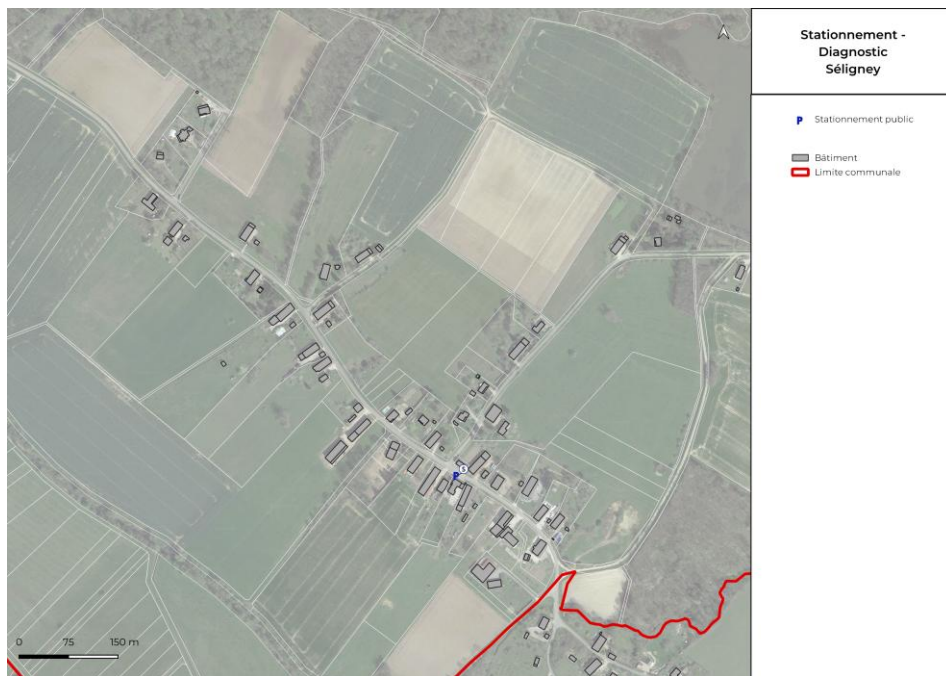 Stationnement -
Diagnostic
Séligney
P Stationnement public
Bâtiment
Limite communale
P 5
0 75 150 m